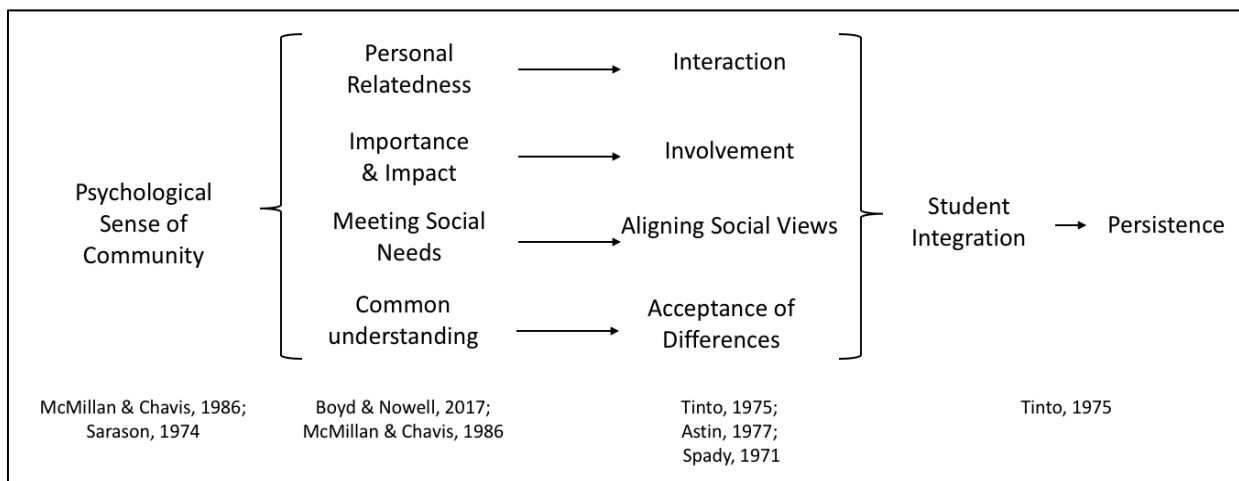 Psychological
Sense of
Community
Personal
Relatedness
Interaction
Importance
& Impact
Involvement
Meeting Social
Needs
Aligning Social Views
Common
understanding
Acceptance of
Differences
Student
Integration
Persistence
McMillan & Chavis, 1986;
Sarason, 1974
Boyd & Nowell, 2017;
McMillan & Chavis, 1986
Tinto, 1975;
Astin, 1977;
Spady, 1971
Tinto, 1975